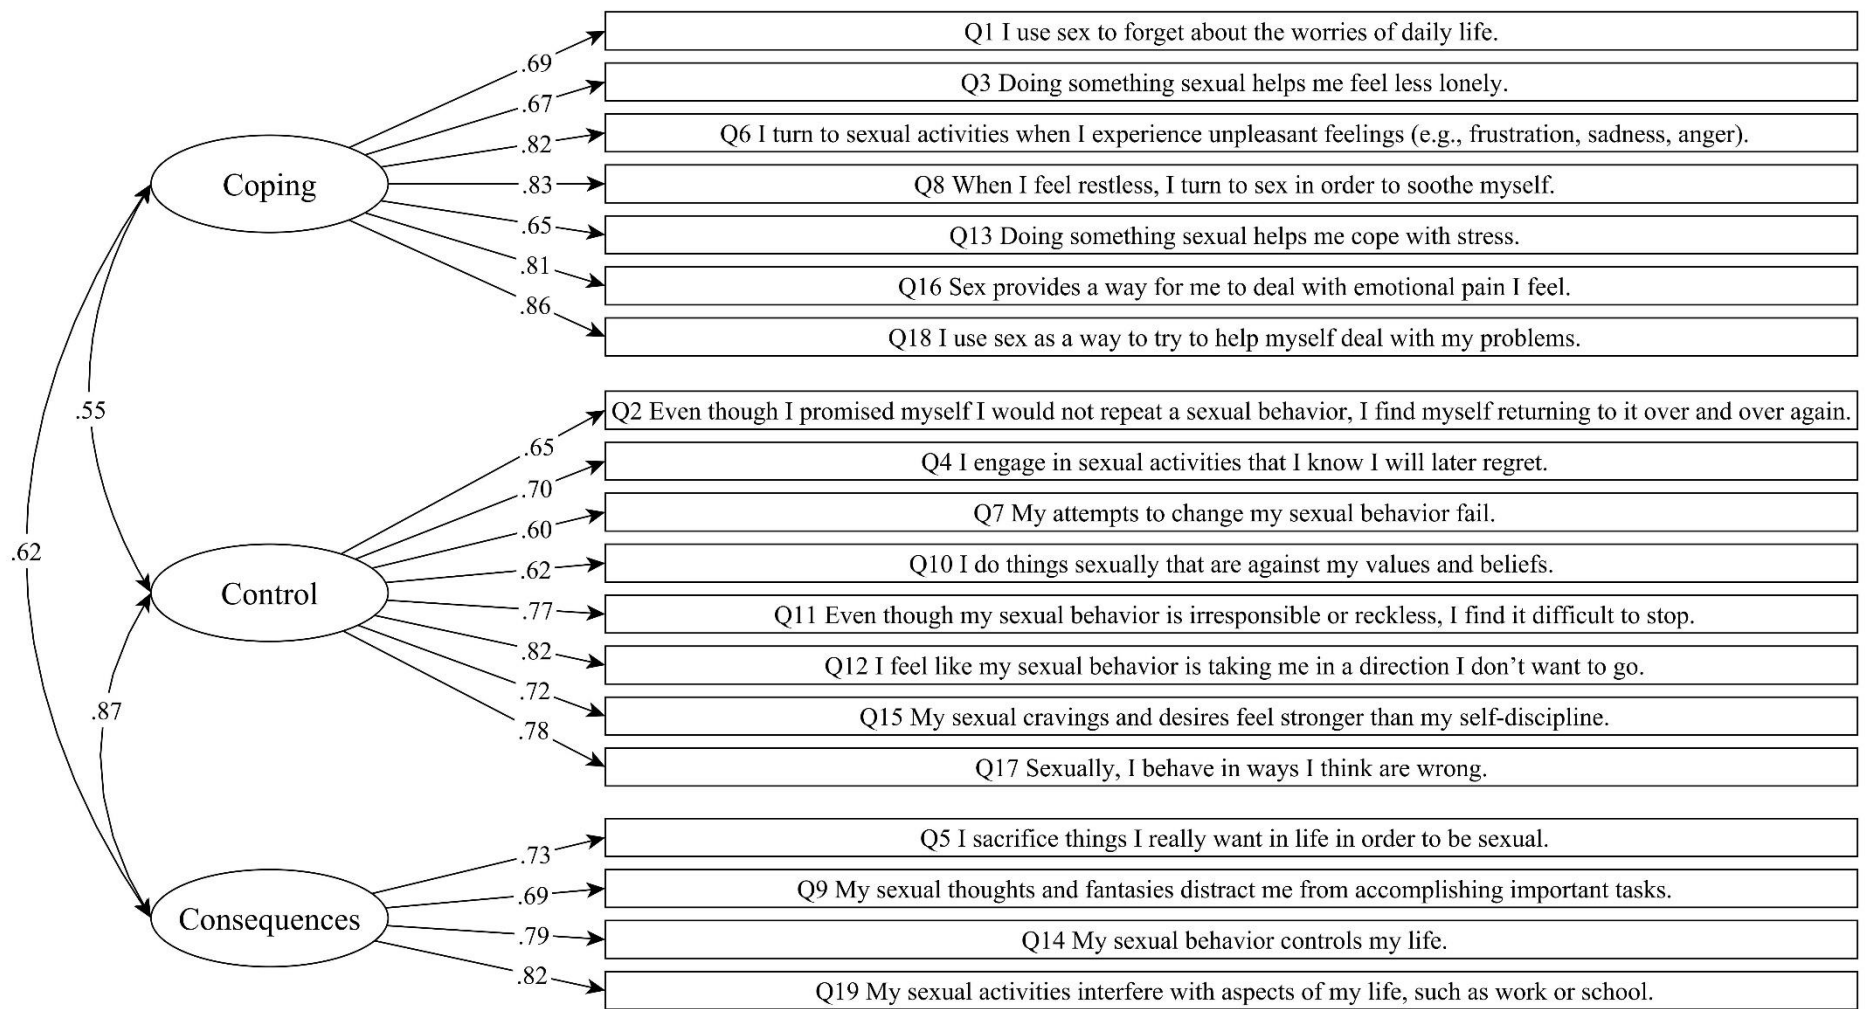 Q1 I use sex to forget about the worries of daily life.
.69
Q3 Doing something sexual helps me feel less lonely.
.67
Q6 I turn to sexual activities when I experience unpleasant feelings (e.g., frustration, sadness, anger).
.82
Coping
.83
Q8 When I feel restless, I turn to sex in order to soothe myself.
.65
Q13 Doing something sexual helps me cope with stress.
.81
Q16 Sex provides a way for me to deal with emotional pain I feel.
.86
Q18 I use sex as a way to try to help myself deal with my problems.
.55
Q2 Even though I promised myself I would not repeat a sexual behavior, I find myself returning to it over and over again.
.65
Q4 I engage in sexual activities that I know I will later regret.
.70
Q7 My attempts to change my sexual behavior fail.
.60
.62
Q10 I do things sexually that are against my values and beliefs.
.62
Control
.77
Q11 Even though my sexual behavior is irresponsible or reckless, I find it difficult to stop.
.82
Q12 I feel like my sexual behavior is taking me in a direction I don’t want to go.
.72
Q15 My sexual cravings and desires feel stronger than my self-discipline.
.87
.78
Q17 Sexually, I behave in ways I think are wrong.
Q5 I sacrifice things I really want in life in order to be sexual.
.73
Q9 My sexual thoughts and fantasies distract me from accomplishing important tasks.
.69
Consequences
.79
Q14 My sexual behavior controls my life.
.82
Q19 My sexual activities interfere with aspects of my life, such as work or school.